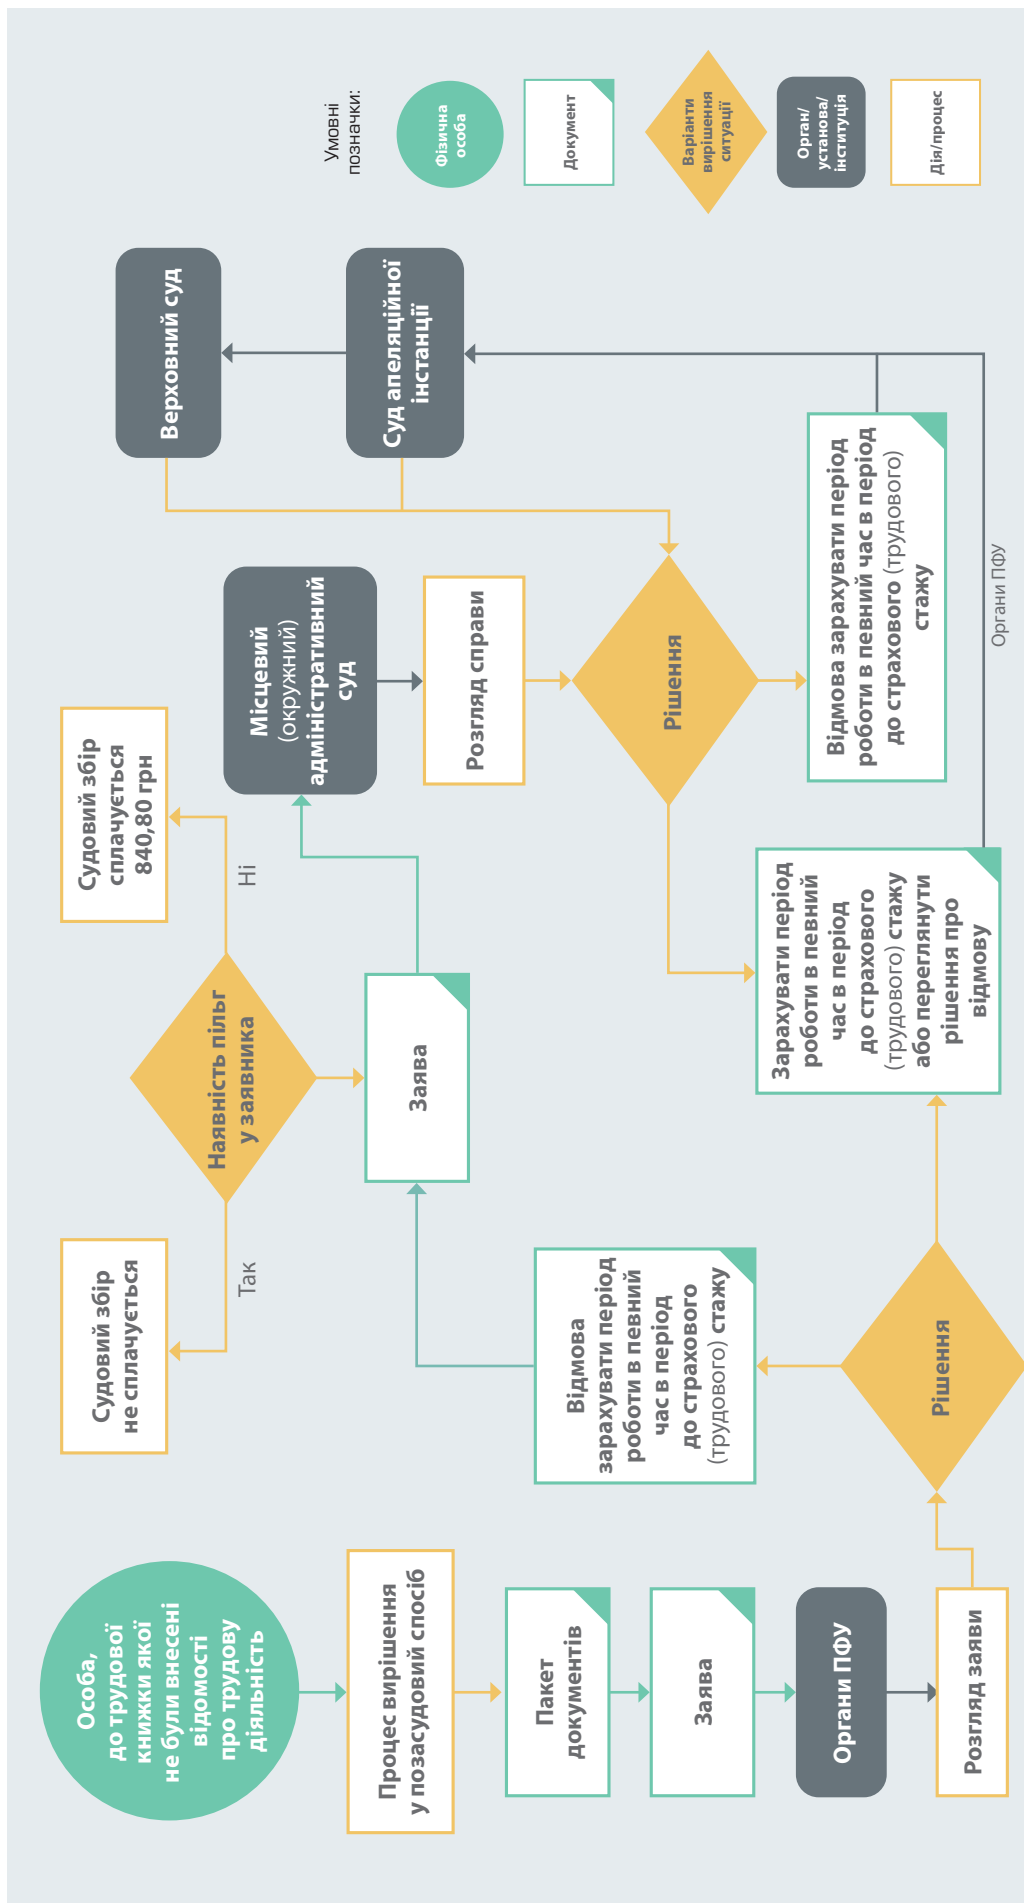 Особа,
до трудової
книжки якої
не були внесені
відомості
про трудову
діяльність
Процес вирішення
у позасудовий спосіб
Пакет
документів
Заява
Органи ПФУ
Розгляд заяви
Рішення
Відмова
зарахувати період
роботи в певний
час в період
до страхового
(трудового) стажу
Судовий збір
не сплачується
Так
Наявність пільг
у заявника
Ні
Судовий збір
сплачується
840,80 грн
Заява
Місцевий
(окружний)
адміністративний
суд
Розгляд справи
Рішення
Зарахувати період
роботи в певний
час в період
до страхового
(трудового) стажу
або переглянути
рішення про
відмову
Відмова зарахувати період
роботи в певний час в період
до страхового (трудового)
стажу
Органи ПФУ
Верховний суд
Суд апеляційної
інстанції
Умовні
позначки:
Фізична
особа
Документ
Варіанти
вирішення
ситуації
Орган/
установа/
інституція
Дія/процес